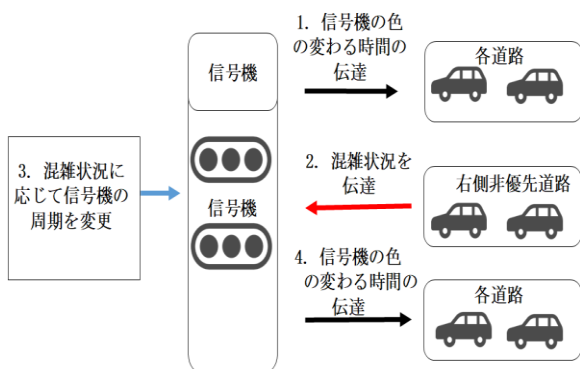 1. 信号機の色
の変わる時間の
伝達
信号機
各道路
3. 混雑状況に
応じて信号機の
周期を変更
2. 混雑状況を
伝達
右側非優先道路
信号機
4. 信号機の色
の変わる時間の
伝達
各道路